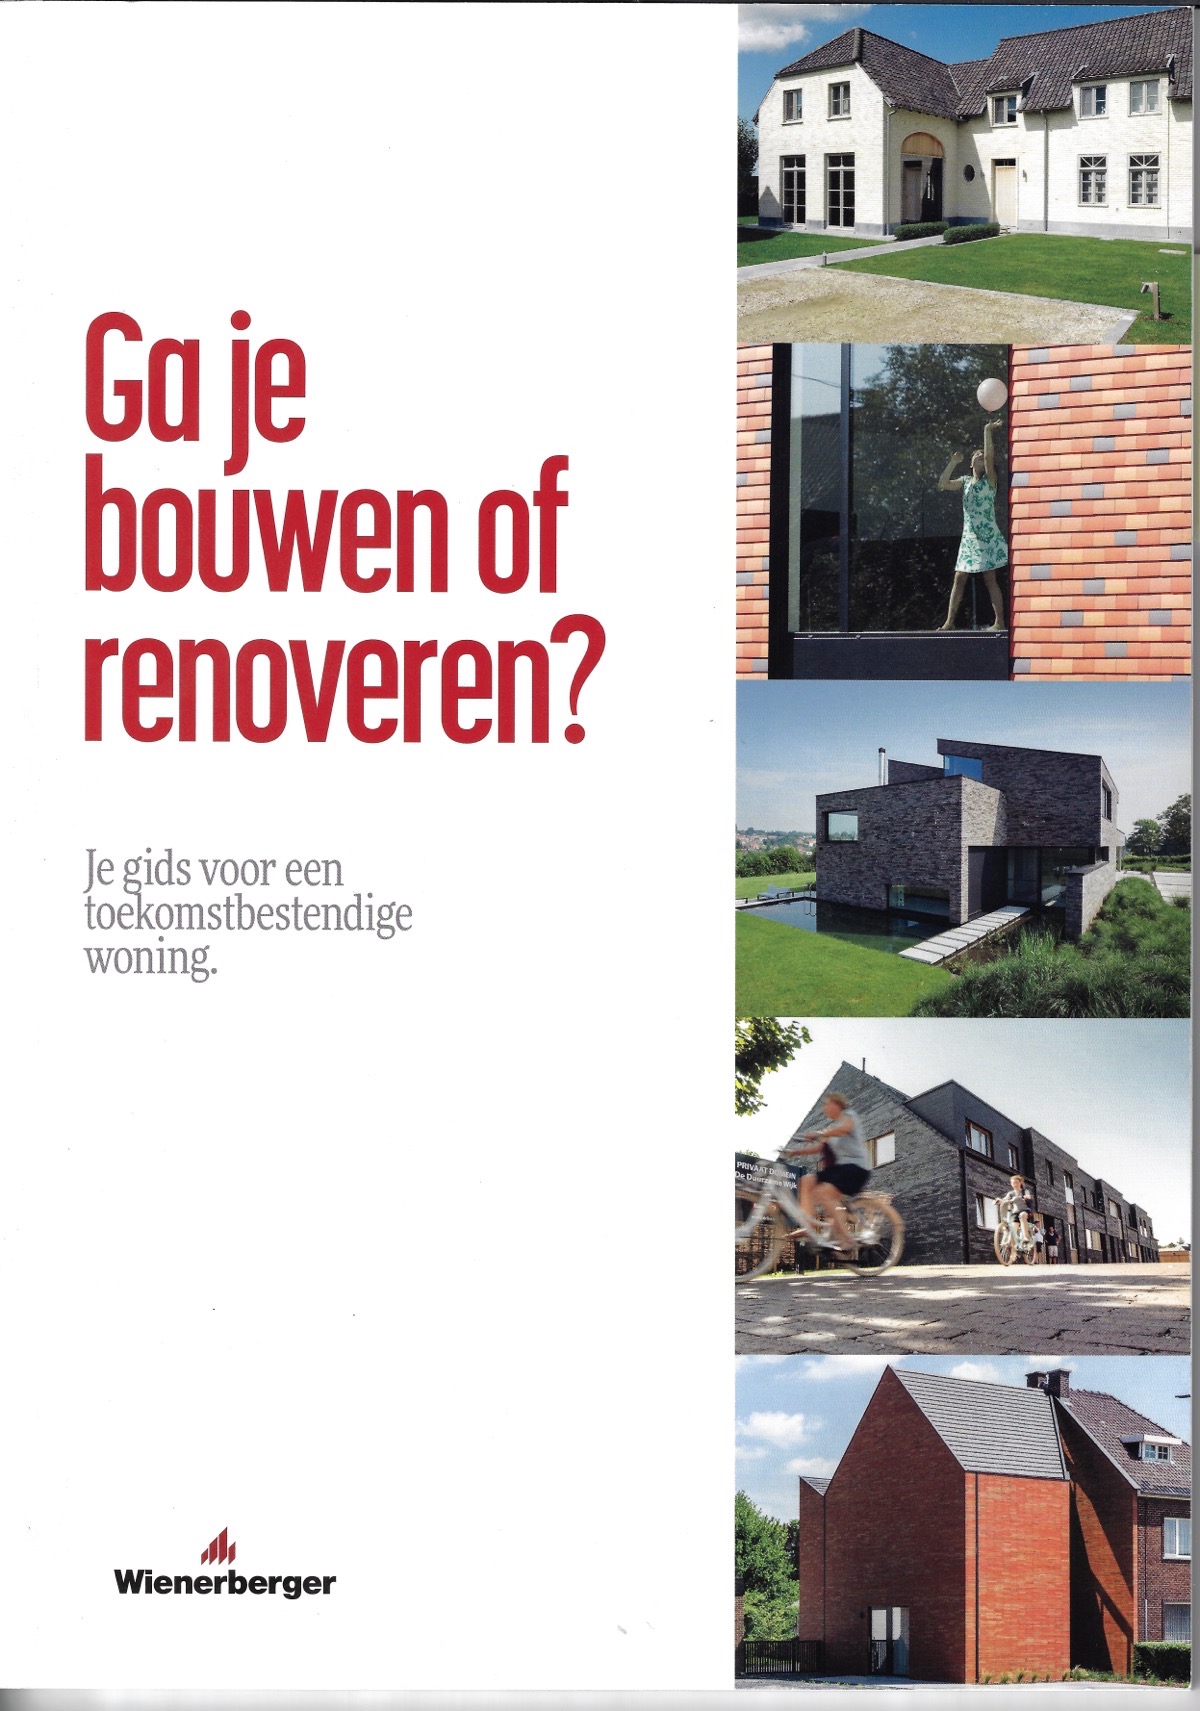 Ga je
bouwen of
renoveren?
Je gids voor een
toekomstbestendige
woning.
PRIVAAT DOMEIN
De Duurzame Wijk
Wienerberger